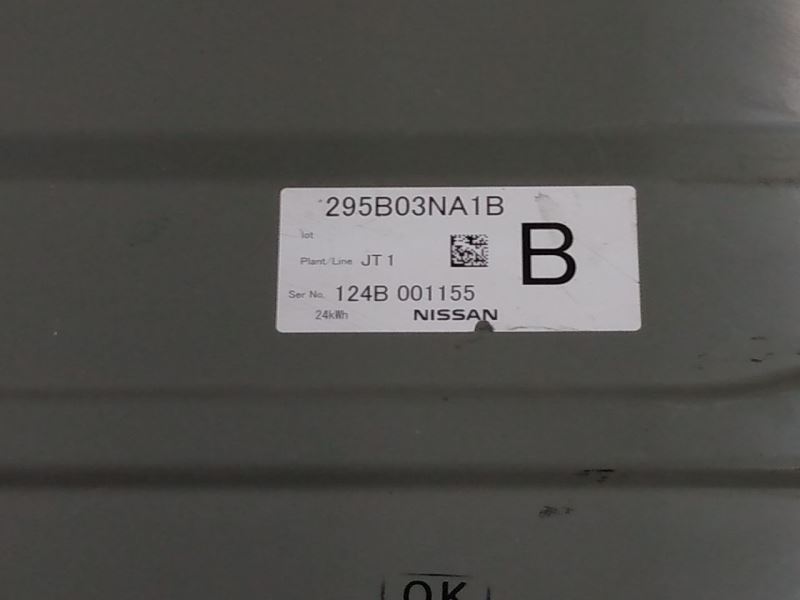 295B03NA1B
lot
Plant/Line JT 1
B
Ser No. 124B 001155
24kWh NISSAN
OK